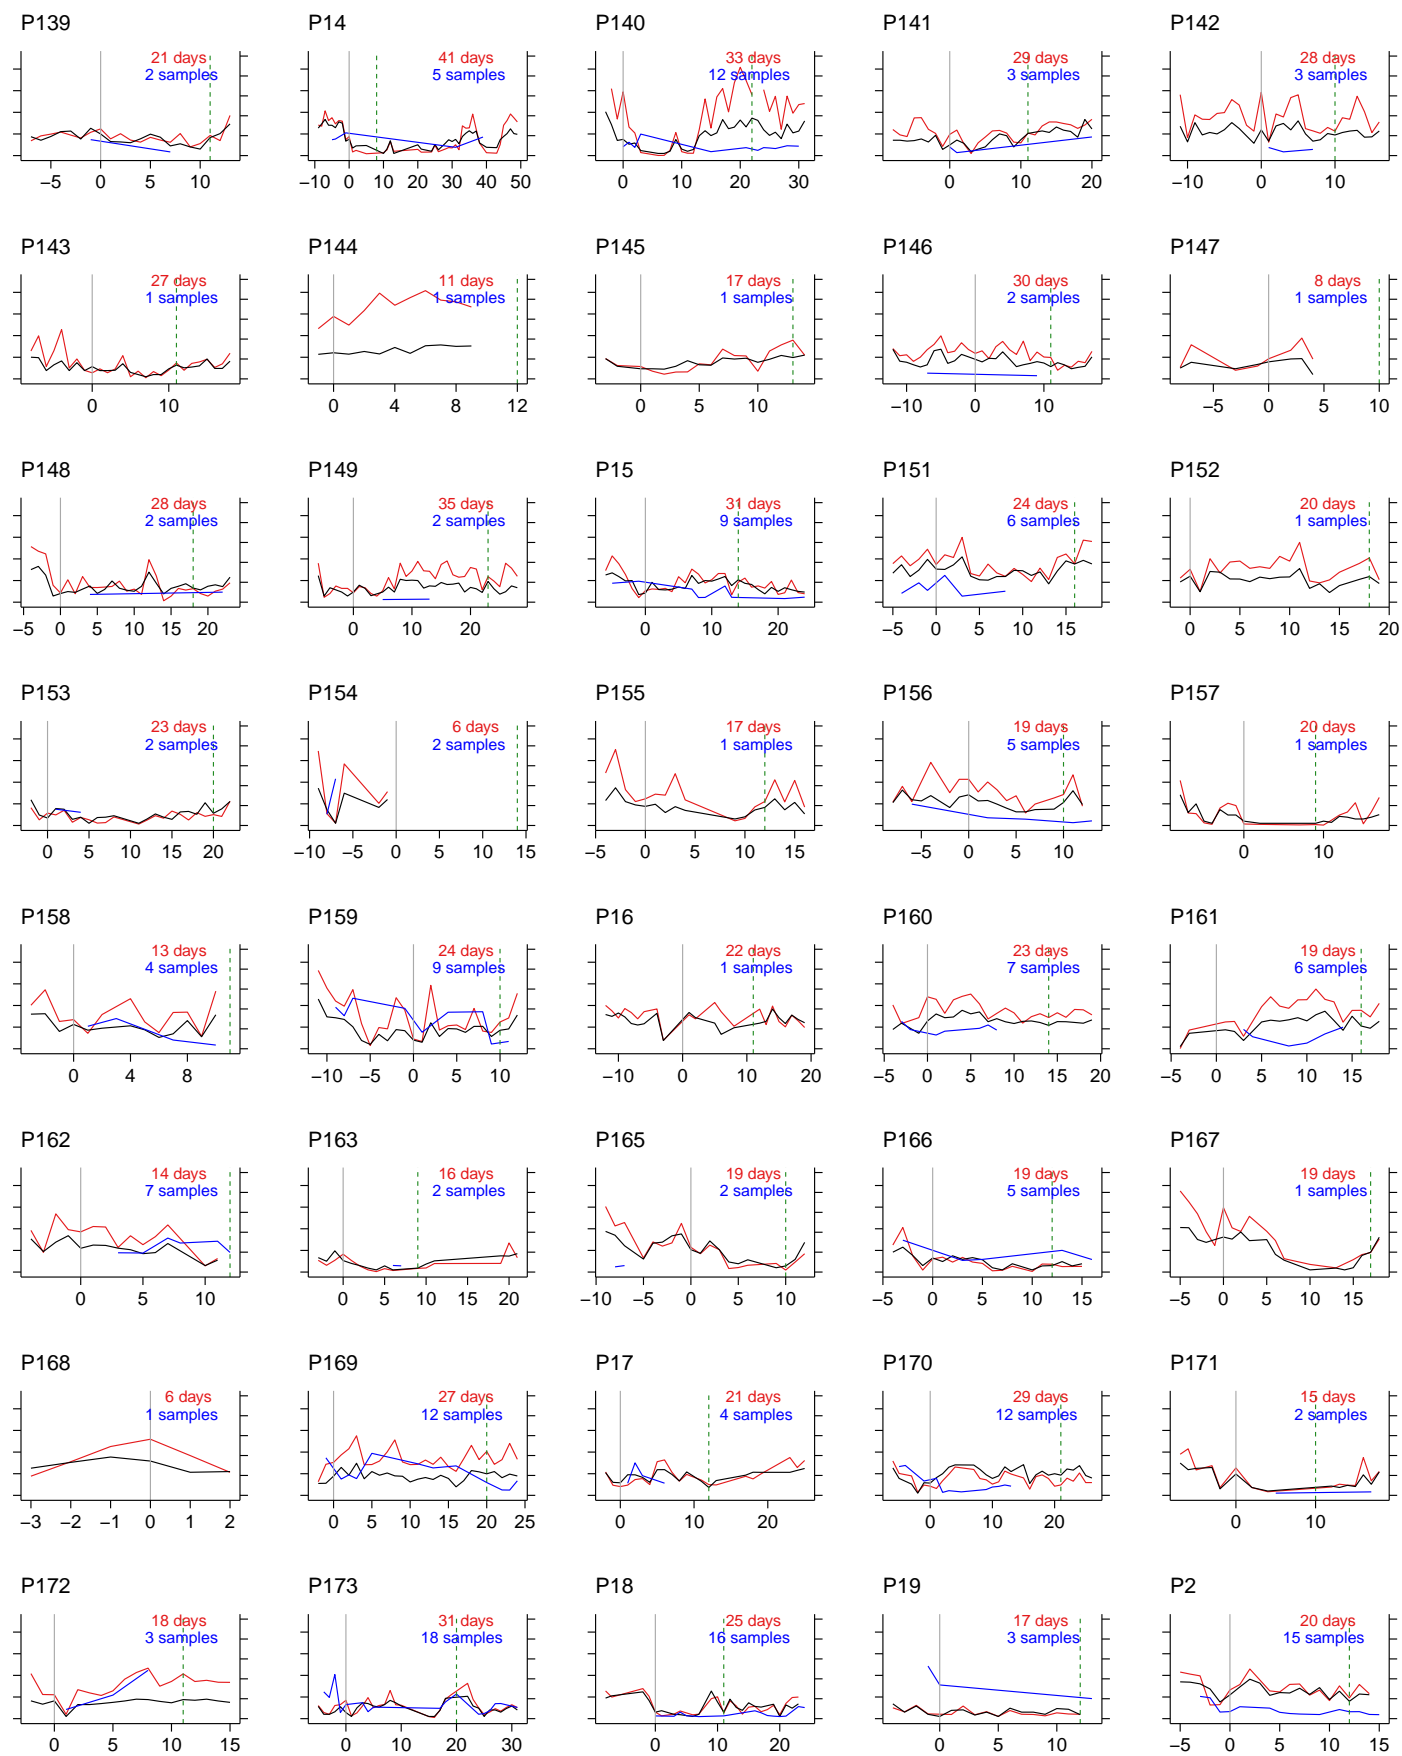 P139 P14 P140 P141 P142
21 days 41 days 33 days 29 days 28 days
2 samples 5 samples 12 samples 3 samples 3 samples
−5 0 5 10 −10 0 10 20 30 40 50 0 10 20 30 0 10 20 −10 0 10
P143 P144 P145 P146 P147
27 days 11 days 17 days 30 days 8 days
1 samples 1 samples 1 samples 2 samples 1 samples
0 10 0 4 8 12 0 10 −10 0 10 −5 0 5 10
P148 P149 P15 P151 P152
28 days 35 days 31 days 24 days 20 days
2 samples 2 samples 9 samples 6 samples 1 samples
−5 0 5 10 15 20 0 10 20 0 10 20 −5 0 5 10 15 0 5 10 15 20
P153 P154 P155 P156 P157
23 days 6 days 17 days 19 days 20 days
2 samples 2 samples 1 samples 5 samples 1 samples
0 5 10 15 20 −10 −5 0 5 10 15 −5 0 5 10 15 −5 0 5 10 0 10
P158 P159 P16 P160 P161
13 days 24 days 22 days 23 days 19 days
4 samples 9 samples 1 samples 7 samples 6 samples
0 4 8 −10 −5 0 5 10 −10 0 10 20 −5 0 5 10 15 20 −5 0 5 10 15
P162 P163 P165 P166 P167
14 days 16 days 19 days 19 days 19 days
7 samples 2 samples 2 samples 5 samples 1 samples
0 5 10 0 5 10 15 20 −10 −5 0 5 10 −5 0 5 10 15 −5 0 5 10 15
P168 P169 P17 P170 P171
6 days 27 days 21 days 29 days 15 days
1 samples 12 samples 4 samples 12 samples 2 samples
−3 −2 −1 0 1 2 0 5 10 15 20 25 0 10 20 0 10 20 0 10
P172 P173 P18 P19 P2
18 days 31 days 25 days 17 days 20 days
3 samples 18 samples 16 samples 3 samples 15 samples
0 5 10 15 0 10 20 30 0 10 20 0 5 10 −5 0 5 10 15